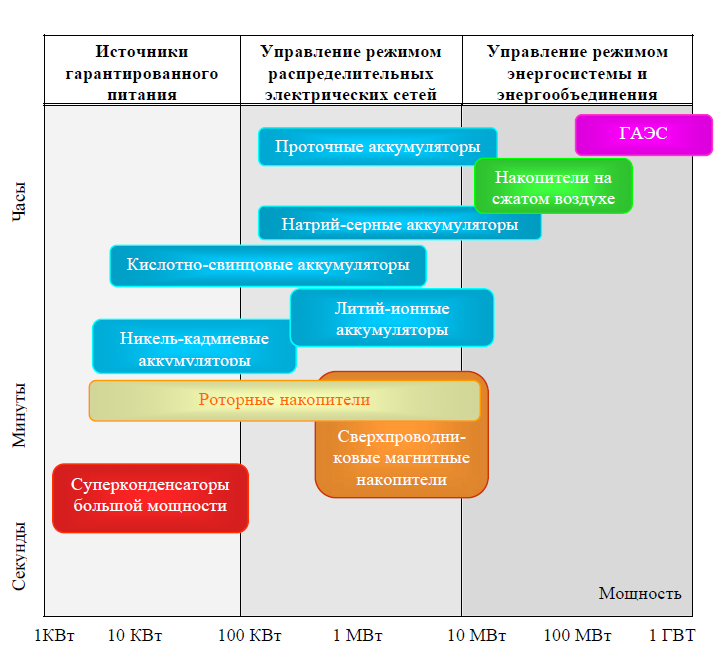 Источники
гарантированного
питания
Управление режимом
распределительных
электрических сетей
Управление режимом
энергосистемы и
энергообъединения
ГАЭС
Проточные аккумуляторы
Накопители на
сжатом воздухе
Часы
Натрий-серные аккумуляторы
Кислотно-свинцовые аккумуляторы
Литий-ионные
аккумуляторы
Никель-кадмиевые
аккумуляторы
Минуты
Роторные накопители
Сверхпроводни-
ковые магнитные
накопители
Суперконденсаторы
большой мощности
Секунды
Мощность
1КВт 10 КВт 100 КВт 1 МВт 10 МВт 100 МВт 1 ГВТ